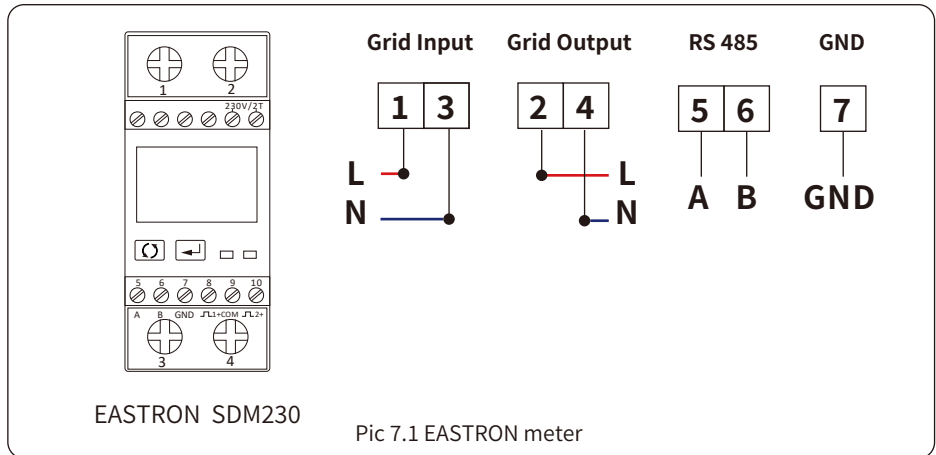 Grid Input Grid Output RS 485 GND
1 2
230V/2T
1 3 2 4 5 6 7
L L
N N
A B GND
5 6 7 8 9 10
A B GND 1+COM 2+
3 4
EASTRON SDM230
Pic 7.1 EASTRON meter